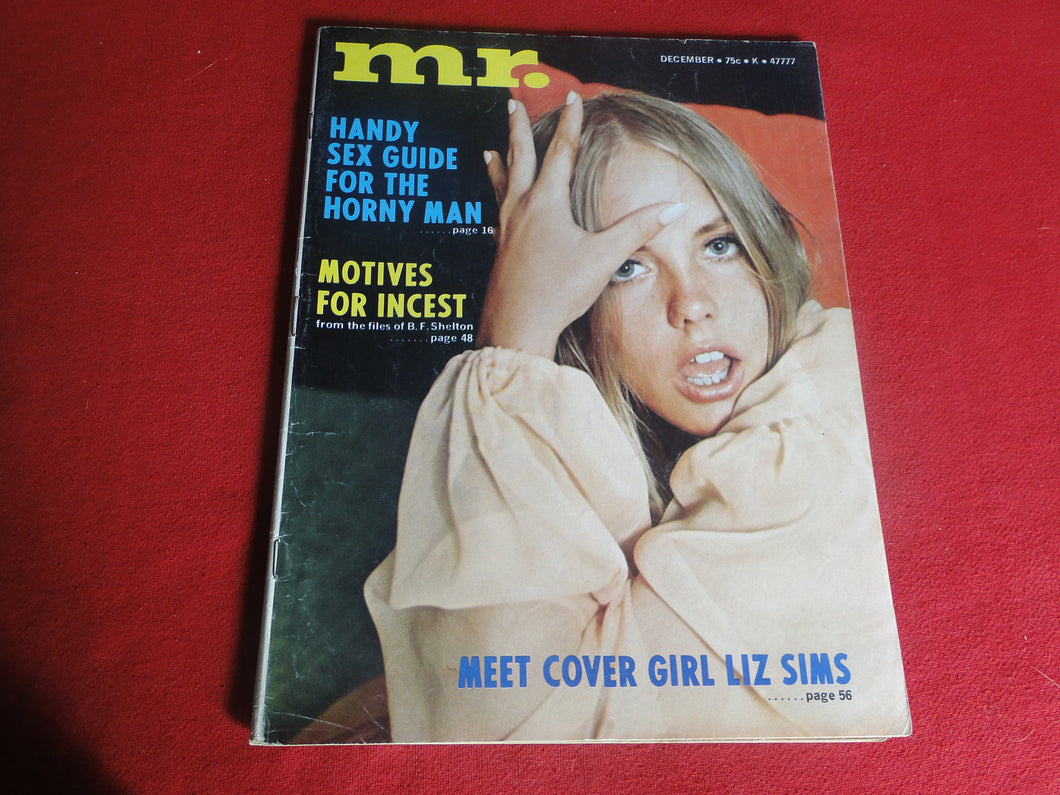 mr.
DECEMBER • 75c • K • 47777
HANDY
SEX GUIDE
FOR THE
HORNY MAN
......page 16
MOTIVES
FOR INCEST
from the files of B. F. Shelton
.......page 48
MEET COVER GIRL LIZ SIMS
......page 56